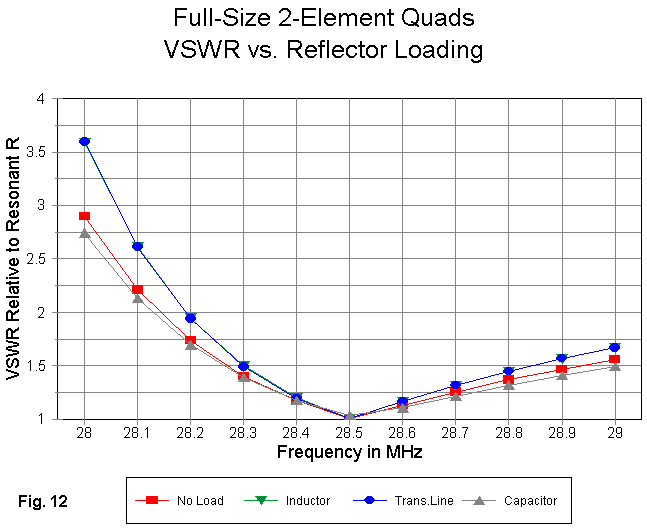 Full-Size 2-Element Quads
VSWR vs. Reflector Loading
VSWR Relative to Resonant R
4
3.5
3
2.5
2
1.5
1
28 28.1 28.2 28.3 28.4 28.5 28.6 28.7 28.8 28.9 29
Frequency in MHz
Fig. 12
No Load Inductor Trans.Line Capacitor